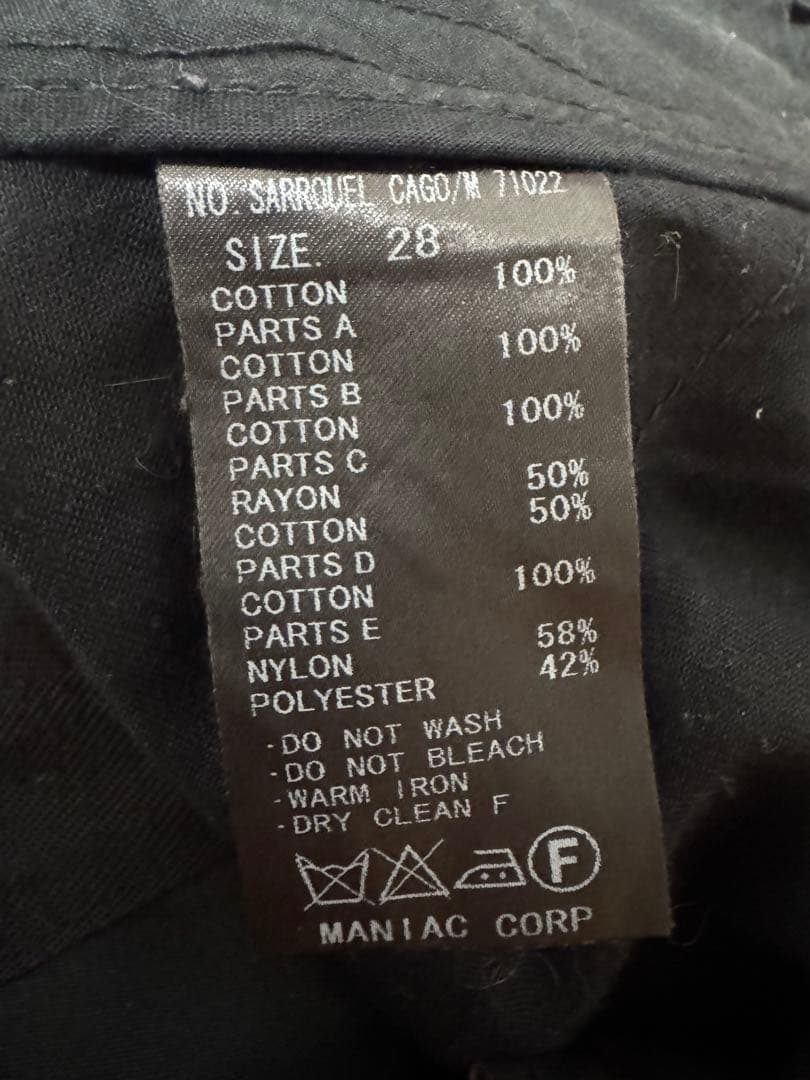 NO. SARROUEL CAGO/M 71022
SIZE. 28
COTTON 100%
PARTS A
COTTON 100%
PARTS B
COTTON 100%
PARTS C
RAYON 50%
COTTON 50%
PARTS D
COTTON 100%
PARTS E
NYLON 58%
POLYESTER 42%
-DO NOT WASH
-DO NOT BLEACH
-WARM IRON
-DRY CLEAN F
F
MANIAC CORP